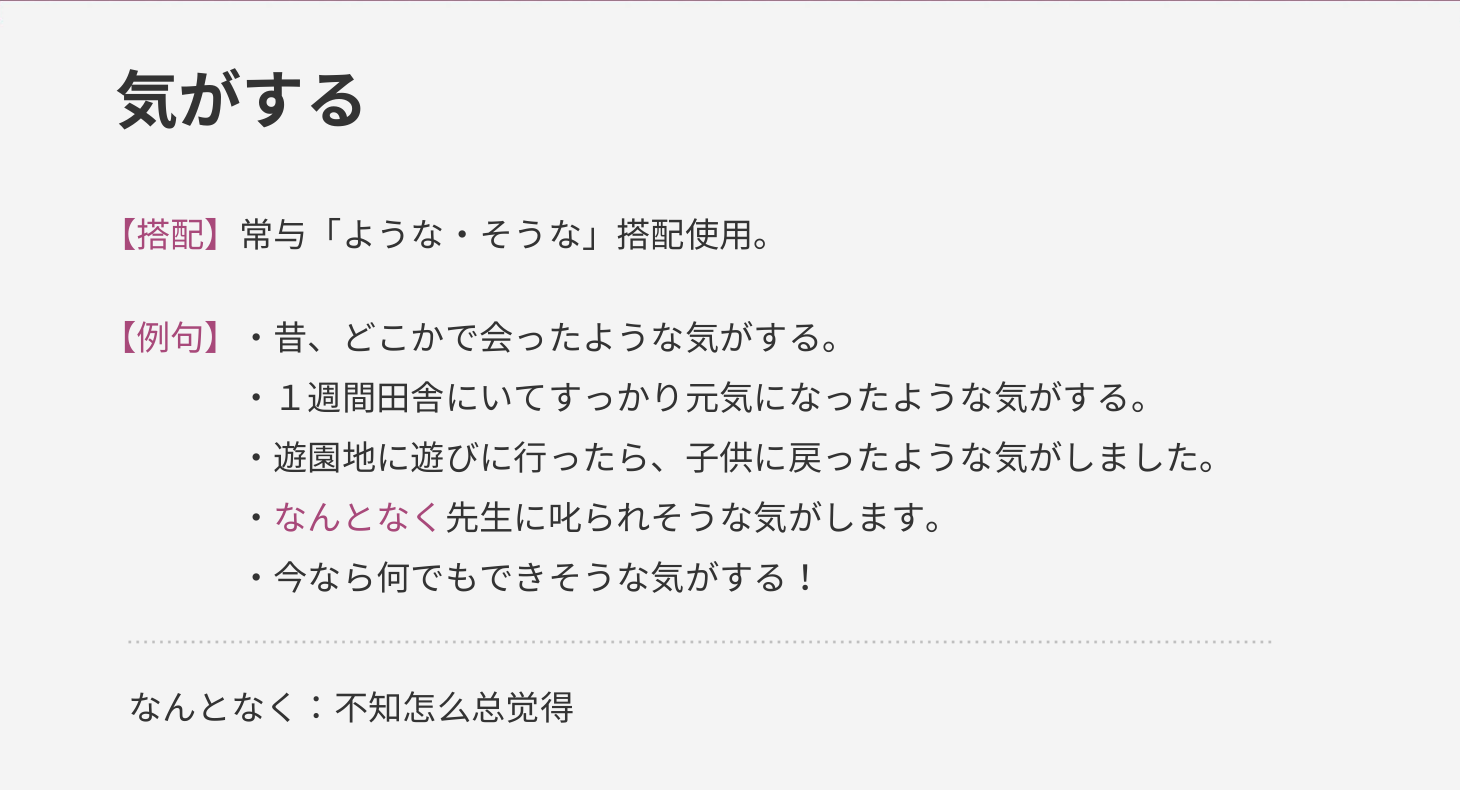 気がする
【搭配】常与「ような・そうな」搭配使用。
【例句】・昔、どこかで会ったような気がする。
・１週間田舎にいてすっかり元気になったような気がする。
・遊園地に遊びに行ったら、子供に戻ったような気がしました。
・なんとなく先生に叱られそうな気がします。
・今なら何でもできそうな気がする！
なんとなく：不知怎么总觉得